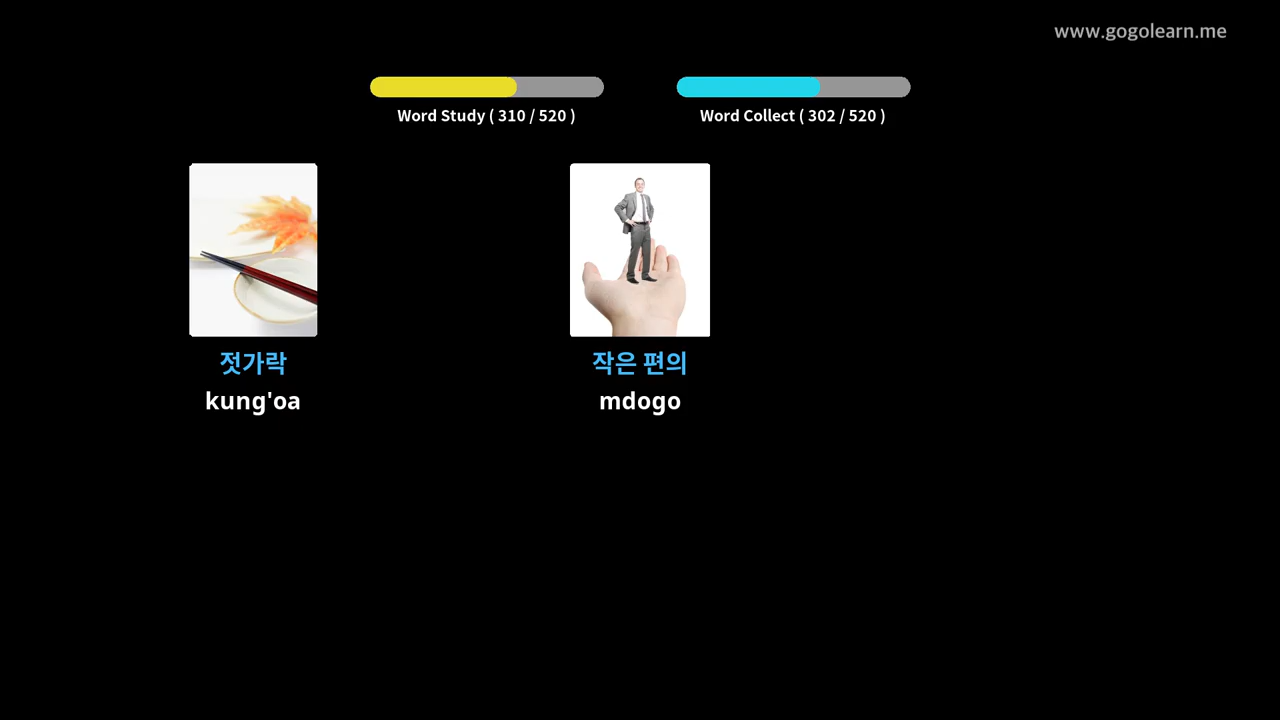 www.gogolearn.me
Word Study ( 310 / 520 )
Word Collect ( 302 / 520 )
젓가락
kung'oa
작은 편의
mdogo